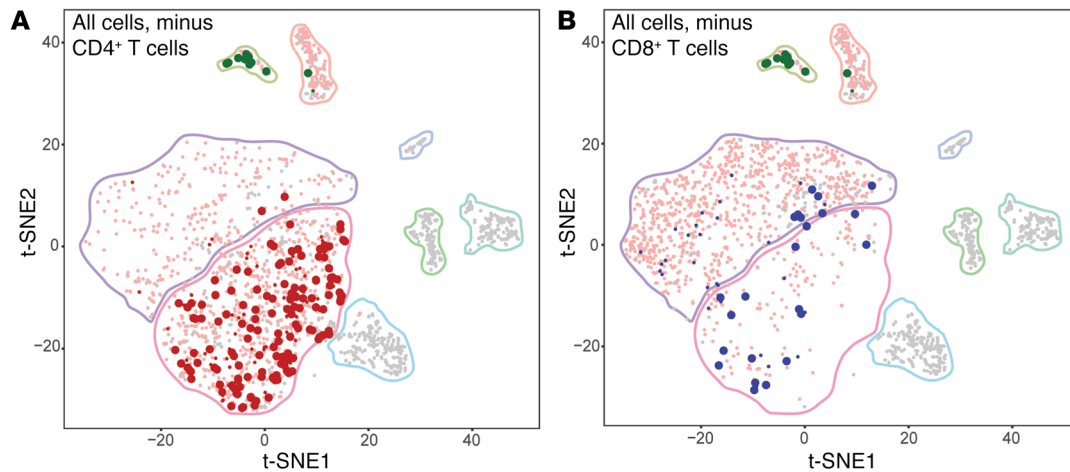 A
All cells, minus
CD4⁺ T cells
40
20
0
−20
t-SNE2
−20 0 20 40
t-SNE1
B
All cells, minus
CD8⁺ T cells
40
20
0
−20
t-SNE2
−20 0 20 40
t-SNE1